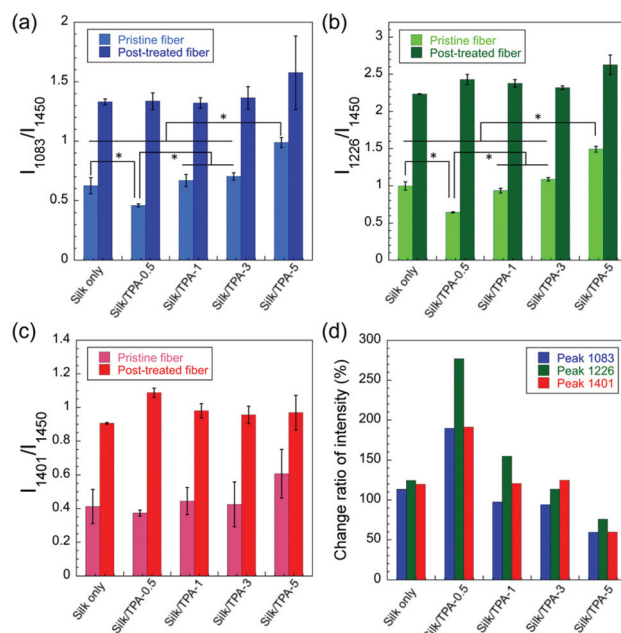 (a)
Pristine fiber
Post-treated fiber
I1083/I1450
2
1.5
1
0.5
0
*
*
*
Silk only
Silk/TPA-0.5
Silk/TPA-1
Silk/TPA-3
Silk/TPA-5
(b)
Pristine fiber
Post-treated fiber
I1226/I1450
3
2.5
2
1.5
1
0.5
0
*
*
*
Silk only
Silk/TPA-0.5
Silk/TPA-1
Silk/TPA-3
Silk/TPA-5
(c)
Pristine fiber
Post-treated fiber
I1401/I1450
1.4
1.2
1
0.8
0.6
0.4
0.2
0
Silk only
Silk/TPA-0.5
Silk/TPA-1
Silk/TPA-3
Silk/TPA-5
(d)
Peak 1083
Peak 1226
Peak 1401
Change ratio of intensity (%)
300
250
200
150
100
50
0
Silk only
Silk/TPA-0.5
Silk/TPA-1
Silk/TPA-3
Silk/TPA-5